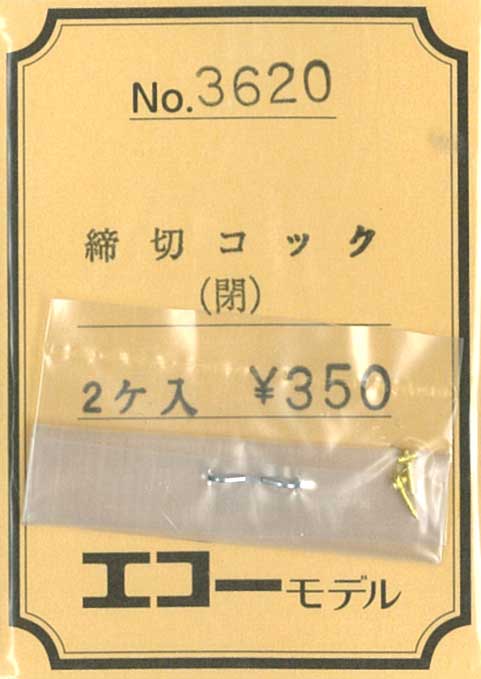 No.3620
締切コック
(閉)
2ケ入 ¥350
エコーモデル